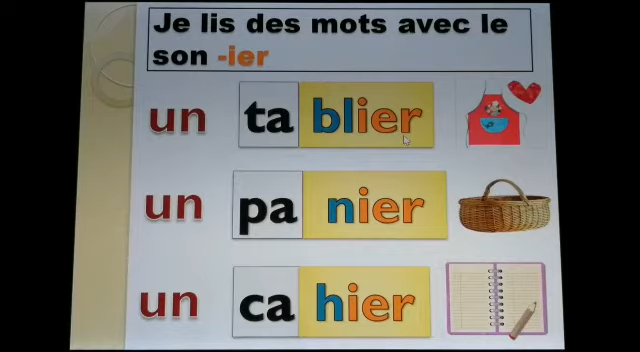 Je lis des mots avec le
son -ier
un tablier
un panier
un cahier